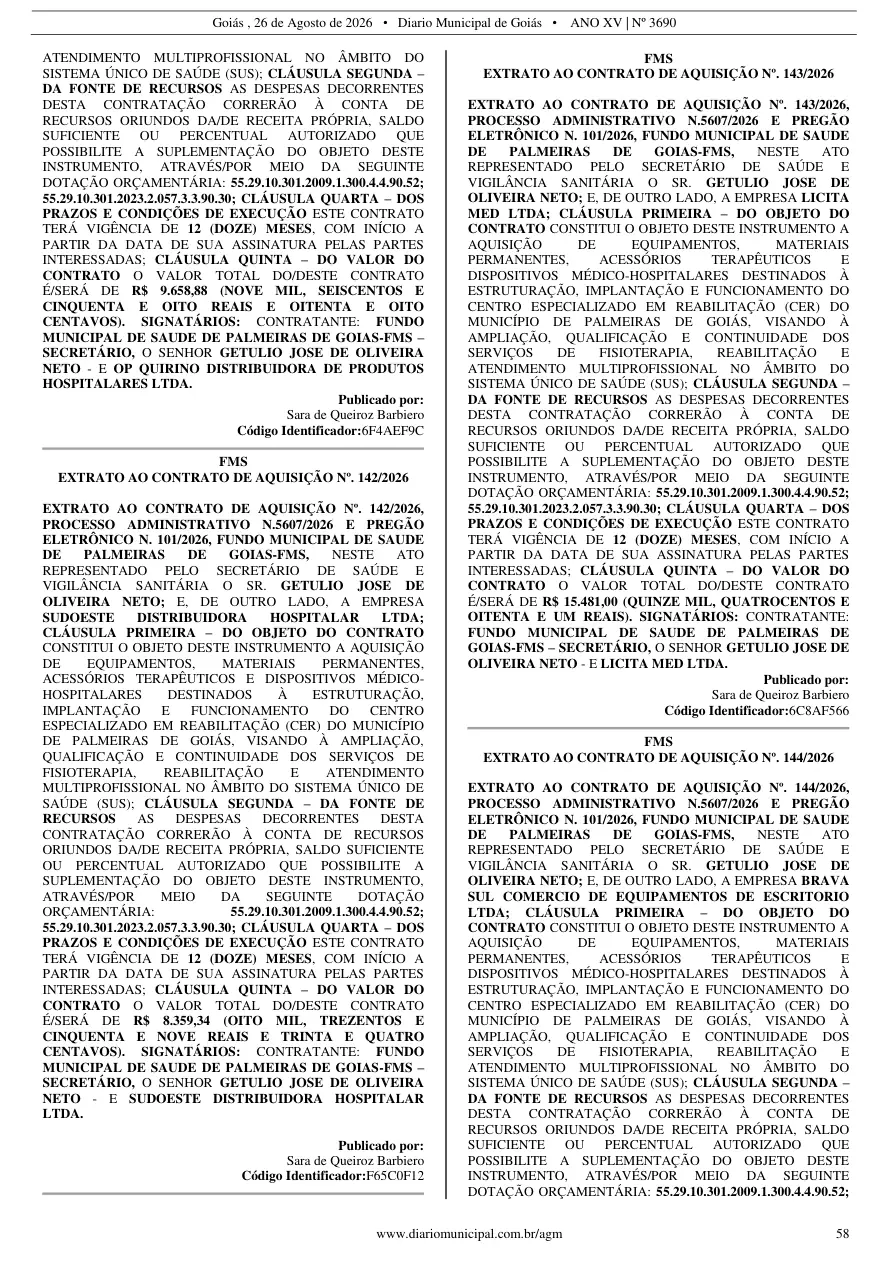 Goiás , 26 de Agosto de 2026 • Diario Municipal de Goiás • ANO XV | Nº 3690
ATENDIMENTO MULTIPROFISSIONAL NO ÂMBITO DO
SISTEMA ÚNICO DE SAÚDE (SUS); CLÁUSULA SEGUNDA –
DA FONTE DE RECURSOS AS DESPESAS DECORRENTES
DESTA CONTRATAÇÃO CORRERÃO À CONTA DE
RECURSOS ORIUNDOS DA/DE RECEITA PRÓPRIA, SALDO
SUFICIENTE OU PERCENTUAL AUTORIZADO QUE
POSSIBILITE A SUPLEMENTAÇÃO DO OBJETO DESTE
INSTRUMENTO, ATRAVÉS/POR MEIO DA SEGUINTE
DOTAÇÃO ORÇAMENTÁRIA: 55.29.10.301.2009.1.300.4.4.90.52;
55.29.10.301.2023.2.057.3.3.90.30; CLÁUSULA QUARTA – DOS
PRAZOS E CONDIÇÕES DE EXECUÇÃO ESTE CONTRATO
TERÁ VIGÊNCIA DE 12 (DOZE) MESES, COM INÍCIO A
PARTIR DA DATA DE SUA ASSINATURA PELAS PARTES
INTERESSADAS; CLÁUSULA QUINTA – DO VALOR DO
CONTRATO O VALOR TOTAL DO/DESTE CONTRATO
É/SERÁ DE R$ 9.658,88 (NOVE MIL, SEISCENTOS E
CINQUENTA E OITO REAIS E OITENTA E OITO
CENTAVOS). SIGNATÁRIOS: CONTRATANTE: FUNDO
MUNICIPAL DE SAUDE DE PALMEIRAS DE GOIAS-FMS –
SECRETÁRIO, O SENHOR GETULIO JOSE DE OLIVEIRA
NETO - E OP QUIRINO DISTRIBUIDORA DE PRODUTOS
HOSPITALARES LTDA.
Publicado por:
Sara de Queiroz Barbiero
Código Identificador:6F4AEF9C
FMS
EXTRATO AO CONTRATO DE AQUISIÇÃO Nº. 142/2026
EXTRATO AO CONTRATO DE AQUISIÇÃO Nº. 142/2026,
PROCESSO ADMINISTRATIVO N.5607/2026 E PREGÃO
ELETRÔNICO N. 101/2026, FUNDO MUNICIPAL DE SAUDE
DE PALMEIRAS DE GOIAS-FMS, NESTE ATO
REPRESENTADO PELO SECRETÁRIO DE SAÚDE E
VIGILÂNCIA SANITÁRIA O SR. GETULIO JOSE DE
OLIVEIRA NETO; E, DE OUTRO LADO, A EMPRESA
SUDOESTE DISTRIBUIDORA HOSPITALAR LTDA;
CLÁUSULA PRIMEIRA – DO OBJETO DO CONTRATO
CONSTITUI O OBJETO DESTE INSTRUMENTO A AQUISIÇÃO
DE EQUIPAMENTOS, MATERIAIS PERMANENTES,
ACESSÓRIOS TERAPÊUTICOS E DISPOSITIVOS MÉDICO-
HOSPITALARES DESTINADOS À ESTRUTURAÇÃO,
IMPLANTAÇÃO E FUNCIONAMENTO DO CENTRO
ESPECIALIZADO EM REABILITAÇÃO (CER) DO MUNICÍPIO
DE PALMEIRAS DE GOIÁS, VISANDO À AMPLIAÇÃO,
QUALIFICAÇÃO E CONTINUIDADE DOS SERVIÇOS DE
FISIOTERAPIA, REABILITAÇÃO E ATENDIMENTO
MULTIPROFISSIONAL NO ÂMBITO DO SISTEMA ÚNICO DE
SAÚDE (SUS); CLÁUSULA SEGUNDA – DA FONTE DE
RECURSOS AS DESPESAS DECORRENTES DESTA
CONTRATAÇÃO CORRERÃO À CONTA DE RECURSOS
ORIUNDOS DA/DE RECEITA PRÓPRIA, SALDO SUFICIENTE
OU PERCENTUAL AUTORIZADO QUE POSSIBILITE A
SUPLEMENTAÇÃO DO OBJETO DESTE INSTRUMENTO,
ATRAVÉS/POR MEIO DA SEGUINTE DOTAÇÃO
ORÇAMENTÁRIA: 55.29.10.301.2009.1.300.4.4.90.52;
55.29.10.301.2023.2.057.3.3.90.30; CLÁUSULA QUARTA – DOS
PRAZOS E CONDIÇÕES DE EXECUÇÃO ESTE CONTRATO
TERÁ VIGÊNCIA DE 12 (DOZE) MESES, COM INÍCIO A
PARTIR DA DATA DE SUA ASSINATURA PELAS PARTES
INTERESSADAS; CLÁUSULA QUINTA – DO VALOR DO
CONTRATO O VALOR TOTAL DO/DESTE CONTRATO
É/SERÁ DE R$ 8.359,34 (OITO MIL, TREZENTOS E
CINQUENTA E NOVE REAIS E TRINTA E QUATRO
CENTAVOS). SIGNATÁRIOS: CONTRATANTE: FUNDO
MUNICIPAL DE SAUDE DE PALMEIRAS DE GOIAS-FMS –
SECRETÁRIO, O SENHOR GETULIO JOSE DE OLIVEIRA
NETO - E SUDOESTE DISTRIBUIDORA HOSPITALAR
LTDA.
Publicado por:
Sara de Queiroz Barbiero
Código Identificador:F65C0F12
FMS
EXTRATO AO CONTRATO DE AQUISIÇÃO Nº. 143/2026
EXTRATO AO CONTRATO DE AQUISIÇÃO Nº. 143/2026,
PROCESSO ADMINISTRATIVO N.5607/2026 E PREGÃO
ELETRÔNICO N. 101/2026, FUNDO MUNICIPAL DE SAUDE
DE PALMEIRAS DE GOIAS-FMS, NESTE ATO
REPRESENTADO PELO SECRETÁRIO DE SAÚDE E
VIGILÂNCIA SANITÁRIA O SR. GETULIO JOSE DE
OLIVEIRA NETO; E, DE OUTRO LADO, A EMPRESA LICITA
MED LTDA; CLÁUSULA PRIMEIRA – DO OBJETO DO
CONTRATO CONSTITUI O OBJETO DESTE INSTRUMENTO A
AQUISIÇÃO DE EQUIPAMENTOS, MATERIAIS
PERMANENTES, ACESSÓRIOS TERAPÊUTICOS E
DISPOSITIVOS MÉDICO-HOSPITALARES DESTINADOS À
ESTRUTURAÇÃO, IMPLANTAÇÃO E FUNCIONAMENTO DO
CENTRO ESPECIALIZADO EM REABILITAÇÃO (CER) DO
MUNICÍPIO DE PALMEIRAS DE GOIÁS, VISANDO À
AMPLIAÇÃO, QUALIFICAÇÃO E CONTINUIDADE DOS
SERVIÇOS DE FISIOTERAPIA, REABILITAÇÃO E
ATENDIMENTO MULTIPROFISSIONAL NO ÂMBITO DO
SISTEMA ÚNICO DE SAÚDE (SUS); CLÁUSULA SEGUNDA –
DA FONTE DE RECURSOS AS DESPESAS DECORRENTES
DESTA CONTRATAÇÃO CORRERÃO À CONTA DE
RECURSOS ORIUNDOS DA/DE RECEITA PRÓPRIA, SALDO
SUFICIENTE OU PERCENTUAL AUTORIZADO QUE
POSSIBILITE A SUPLEMENTAÇÃO DO OBJETO DESTE
INSTRUMENTO, ATRAVÉS/POR MEIO DA SEGUINTE
DOTAÇÃO ORÇAMENTÁRIA: 55.29.10.301.2009.1.300.4.4.90.52;
55.29.10.301.2023.2.057.3.3.90.30; CLÁUSULA QUARTA – DOS
PRAZOS E CONDIÇÕES DE EXECUÇÃO ESTE CONTRATO
TERÁ VIGÊNCIA DE 12 (DOZE) MESES, COM INÍCIO A
PARTIR DA DATA DE SUA ASSINATURA PELAS PARTES
INTERESSADAS; CLÁUSULA QUINTA – DO VALOR DO
CONTRATO O VALOR TOTAL DO/DESTE CONTRATO
É/SERÁ DE R$ 15.481,00 (QUINZE MIL, QUATROCENTOS E
OITENTA E UM REAIS). SIGNATÁRIOS: CONTRATANTE:
FUNDO MUNICIPAL DE SAUDE DE PALMEIRAS DE
GOIAS-FMS – SECRETÁRIO, O SENHOR GETULIO JOSE DE
OLIVEIRA NETO - E LICITA MED LTDA.
Publicado por:
Sara de Queiroz Barbiero
Código Identificador:6C8AF566
FMS
EXTRATO AO CONTRATO DE AQUISIÇÃO Nº. 144/2026
EXTRATO AO CONTRATO DE AQUISIÇÃO Nº. 144/2026,
PROCESSO ADMINISTRATIVO N.5607/2026 E PREGÃO
ELETRÔNICO N. 101/2026, FUNDO MUNICIPAL DE SAUDE
DE PALMEIRAS DE GOIAS-FMS, NESTE ATO
REPRESENTADO PELO SECRETÁRIO DE SAÚDE E
VIGILÂNCIA SANITÁRIA O SR. GETULIO JOSE DE
OLIVEIRA NETO; E, DE OUTRO LADO, A EMPRESA BRAVA
SUL COMERCIO DE EQUIPAMENTOS DE ESCRITORIO
LTDA; CLÁUSULA PRIMEIRA – DO OBJETO DO
CONTRATO CONSTITUI O OBJETO DESTE INSTRUMENTO A
AQUISIÇÃO DE EQUIPAMENTOS, MATERIAIS
PERMANENTES, ACESSÓRIOS TERAPÊUTICOS E
DISPOSITIVOS MÉDICO-HOSPITALARES DESTINADOS À
ESTRUTURAÇÃO, IMPLANTAÇÃO E FUNCIONAMENTO DO
CENTRO ESPECIALIZADO EM REABILITAÇÃO (CER) DO
MUNICÍPIO DE PALMEIRAS DE GOIÁS, VISANDO À
AMPLIAÇÃO, QUALIFICAÇÃO E CONTINUIDADE DOS
SERVIÇOS DE FISIOTERAPIA, REABILITAÇÃO E
ATENDIMENTO MULTIPROFISSIONAL NO ÂMBITO DO
SISTEMA ÚNICO DE SAÚDE (SUS); CLÁUSULA SEGUNDA –
DA FONTE DE RECURSOS AS DESPESAS DECORRENTES
DESTA CONTRATAÇÃO CORRERÃO À CONTA DE
RECURSOS ORIUNDOS DA/DE RECEITA PRÓPRIA, SALDO
SUFICIENTE OU PERCENTUAL AUTORIZADO QUE
POSSIBILITE A SUPLEMENTAÇÃO DO OBJETO DESTE
INSTRUMENTO, ATRAVÉS/POR MEIO DA SEGUINTE
DOTAÇÃO ORÇAMENTÁRIA: 55.29.10.301.2009.1.300.4.4.90.52;
www.diariomunicipal.com.br/agm 58